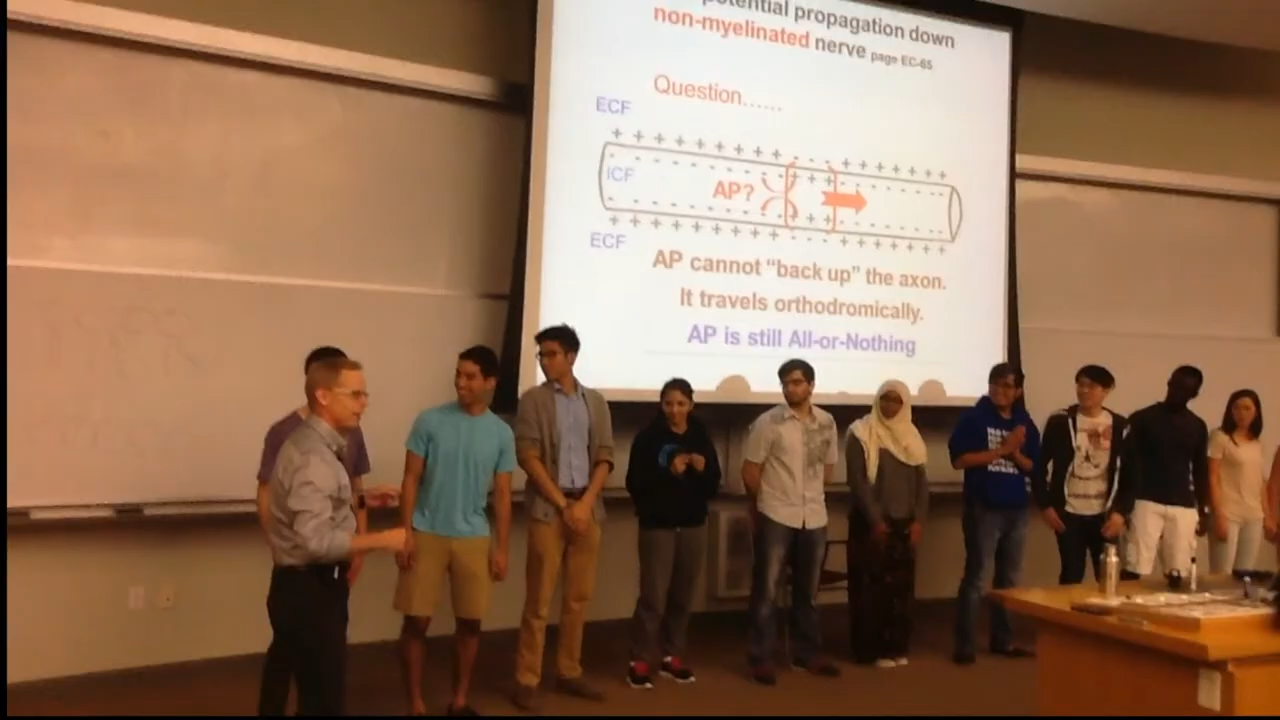 potential propagation down
non-myelinated nerve page EC-65
Question......
ECF
ICF
AP?
ECF
AP cannot “back up” the axon.
It travels orthodromically.
AP is still All-or-Nothing